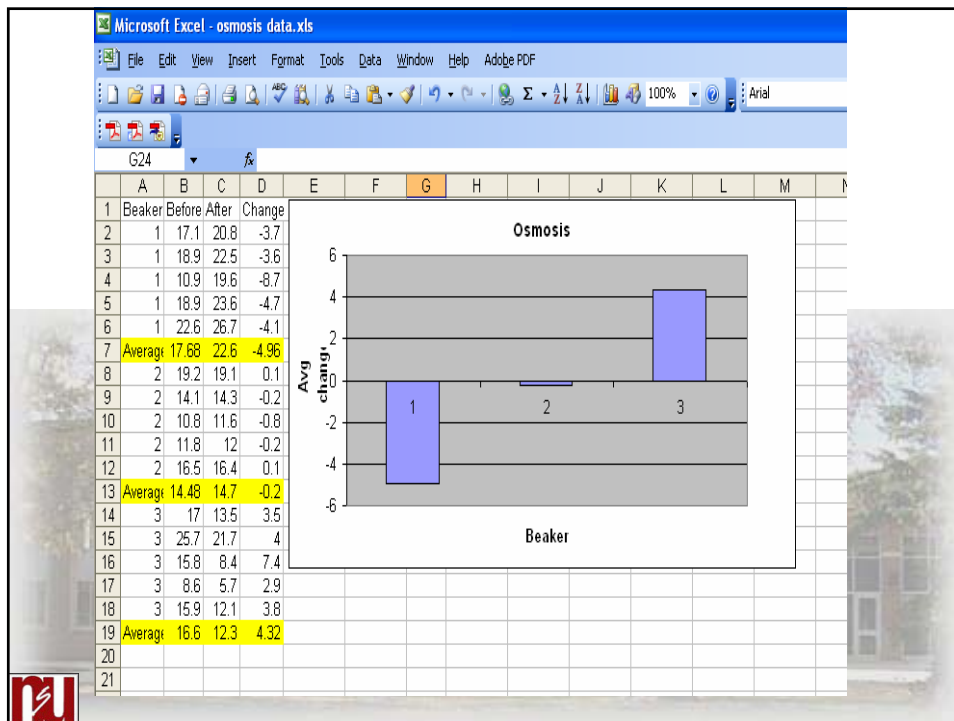 Microsoft Excel - osmosis data.xls
File Edit View Insert Format Tools Data Window Help Adobe PDF
100% Arial
G24 fx
A B C D E F G H I J K L M N
1 Beaker Before After Change
2 1 17.1 20.8 -3.7
3 1 18.9 22.5 -3.6
4 1 10.9 19.6 -8.7
5 1 18.9 23.6 -4.7
6 1 22.6 26.7 -4.1
7 Average 17.68 22.6 -4.96
8 2 19.2 19.1 0.1
9 2 14.1 14.3 -0.2
10 2 10.8 11.6 -0.8
11 2 11.8 12 -0.2
12 2 16.5 16.4 0.1
13 Average 14.48 14.7 -0.2
14 3 17 13.5 3.5
15 3 25.7 21.7 4
16 3 15.8 8.4 7.4
17 3 8.6 5.7 2.9
18 3 15.9 12.1 3.8
19 Average 16.6 12.3 4.32
20
21
Osmosis
6
4
2
0
-2
-4
-6
Avg
change
1 2 3
Beaker
nsu